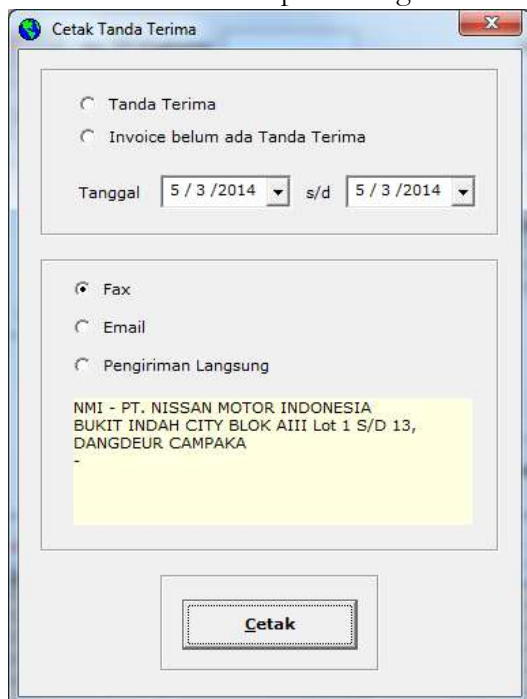 Cetak Tanda Terima
Tanda Terima
Invoice belum ada Tanda Terima
Tanggal 5 / 3 /2014 s/d 5 / 3 /2014
Fax
Email
Pengiriman Langsung
NMI - PT. NISSAN MOTOR INDONESIA
BUKIT INDAH CITY BLOK AIII Lot 1 S/D 13,
DANGDEUR CAMPAKA
-
Cetak